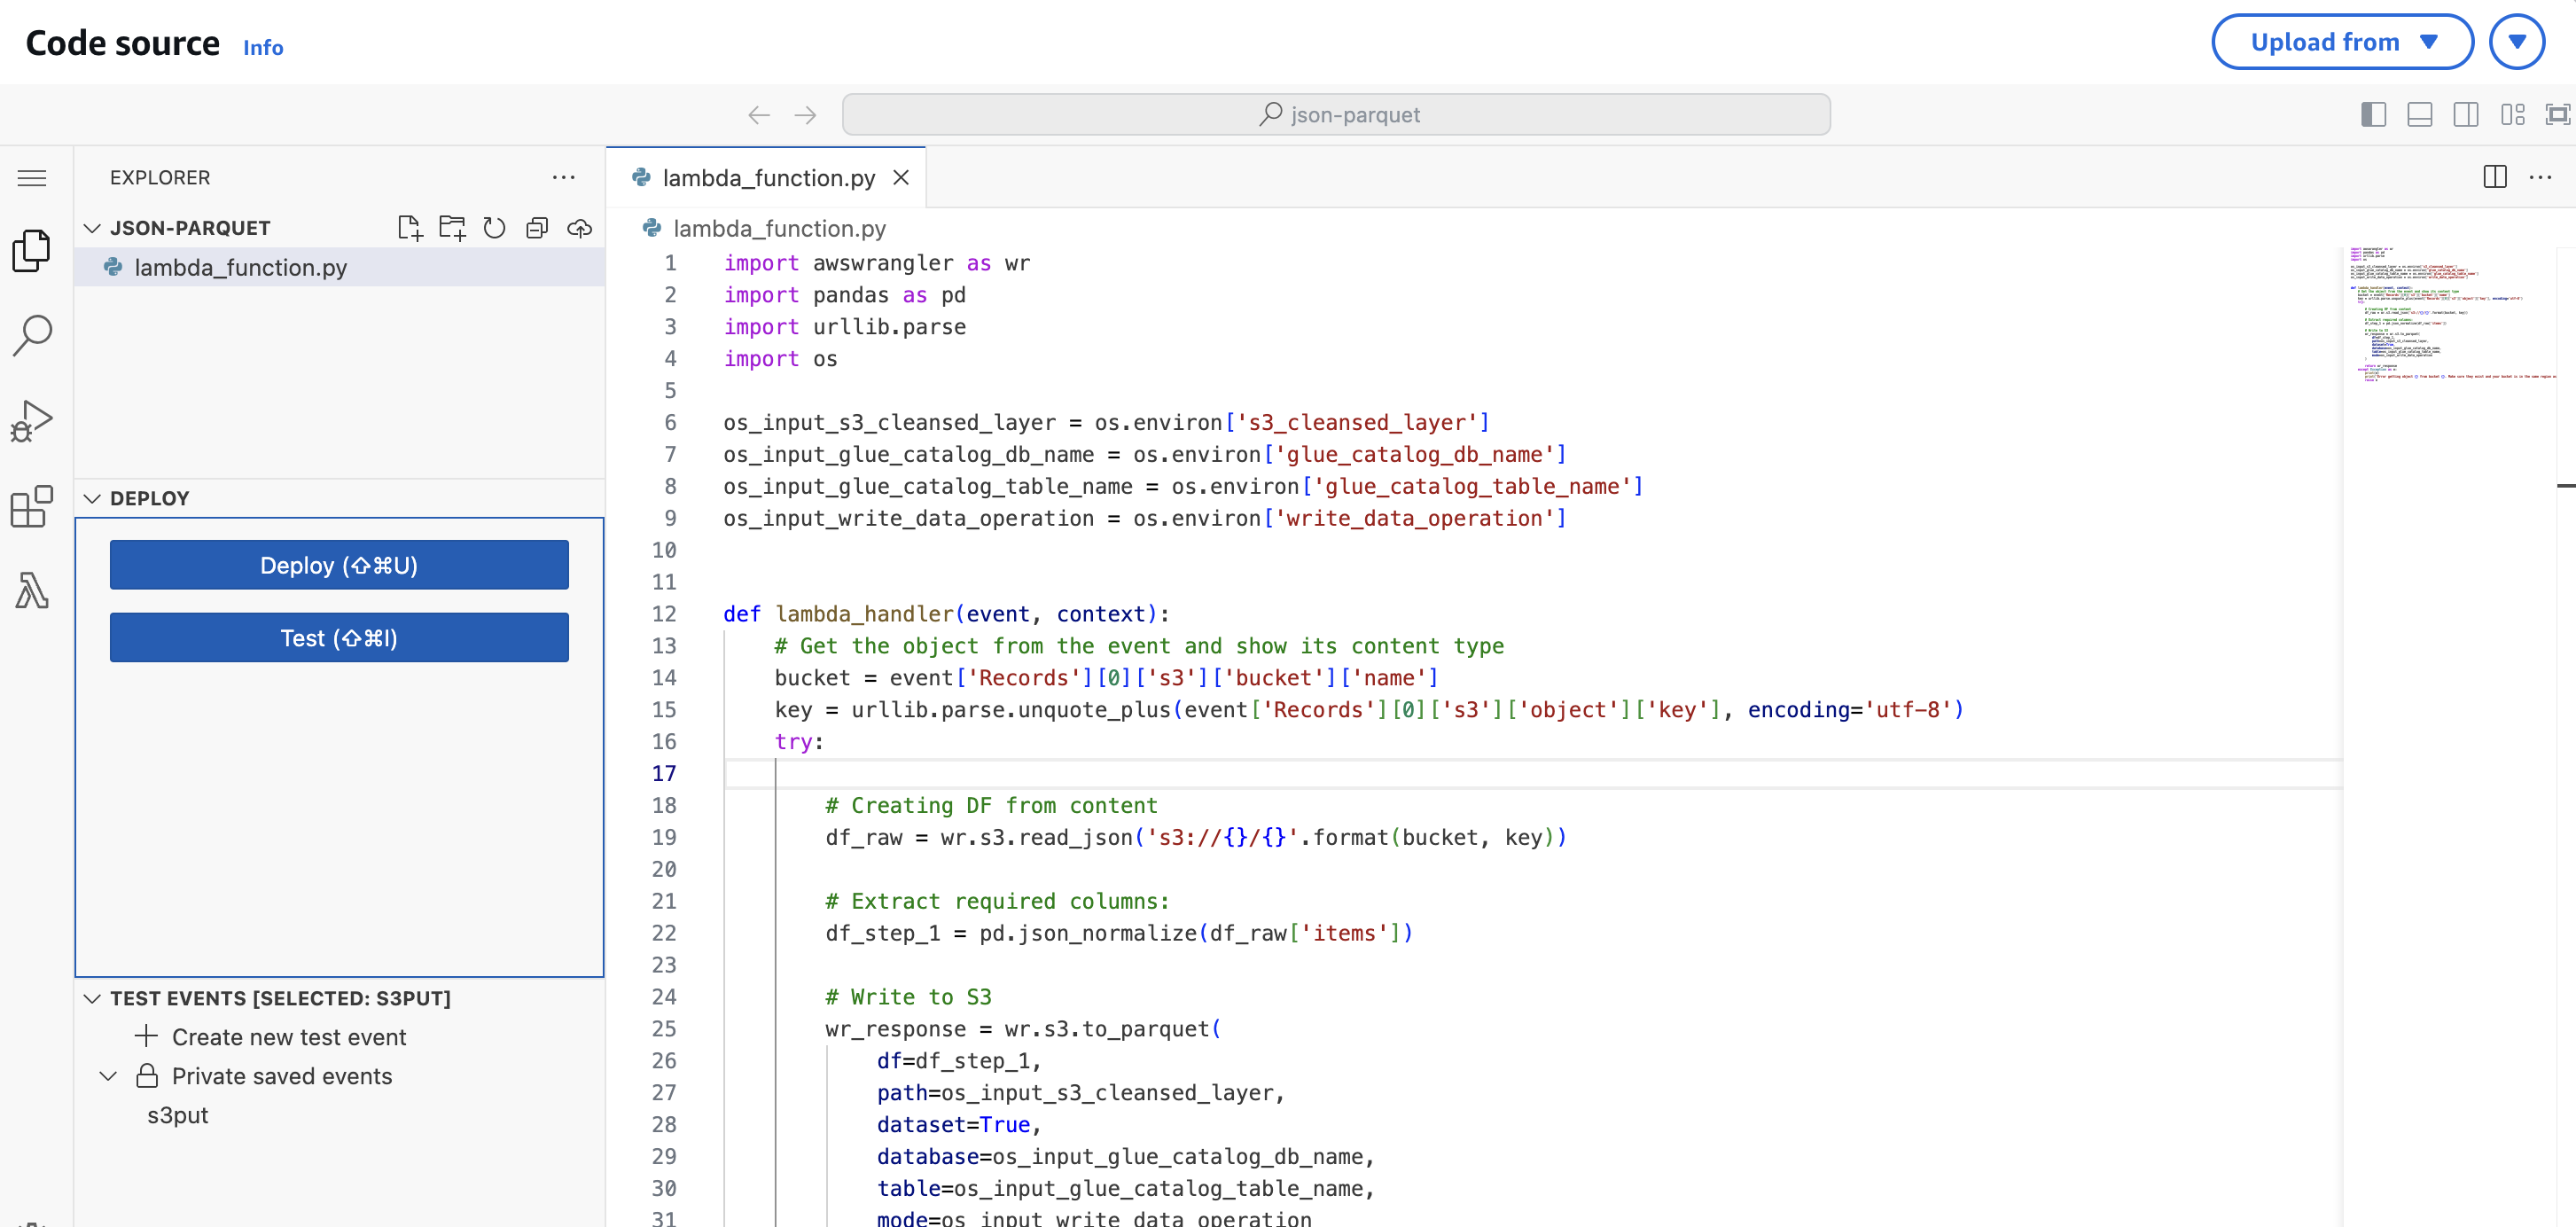 Code source Info
Upload from
json-parquet
EXPLORER
JSON-PARQUET
lambda_function.py
DEPLOY
Deploy (⇧⌘U)
Test (⇧⌘I)
TEST EVENTS [SELECTED: S3PUT]
Create new test event
Private saved events
s3put
lambda_function.py
lambda_function.py
1 import awswrangler as wr
2 import pandas as pd
3 import urllib.parse
4 import os
5
6 os_input_s3_cleansed_layer = os.environ['s3_cleansed_layer']
7 os_input_glue_catalog_db_name = os.environ['glue_catalog_db_name']
8 os_input_glue_catalog_table_name = os.environ['glue_catalog_table_name']
9 os_input_write_data_operation = os.environ['write_data_operation']
10
11
12 def lambda_handler(event, context):
13     # Get the object from the event and show its content type
14     bucket = event['Records'][0]['s3']['bucket']['name']
15     key = urllib.parse.unquote_plus(event['Records'][0]['s3']['object']['key'], encoding='utf-8')
16     try:
17
18         # Creating DF from content
19         df_raw = wr.s3.read_json('s3://{}/{}'.format(bucket, key))
20
21         # Extract required columns:
22         df_step_1 = pd.json_normalize(df_raw['items'])
23
24         # Write to S3
25         wr_response = wr.s3.to_parquet(
26             df=df_step_1,
27             path=os_input_s3_cleansed_layer,
28             dataset=True,
29             database=os_input_glue_catalog_db_name,
30             table=os_input_glue_catalog_table_name,
31             mode=os_input_write_data_operation